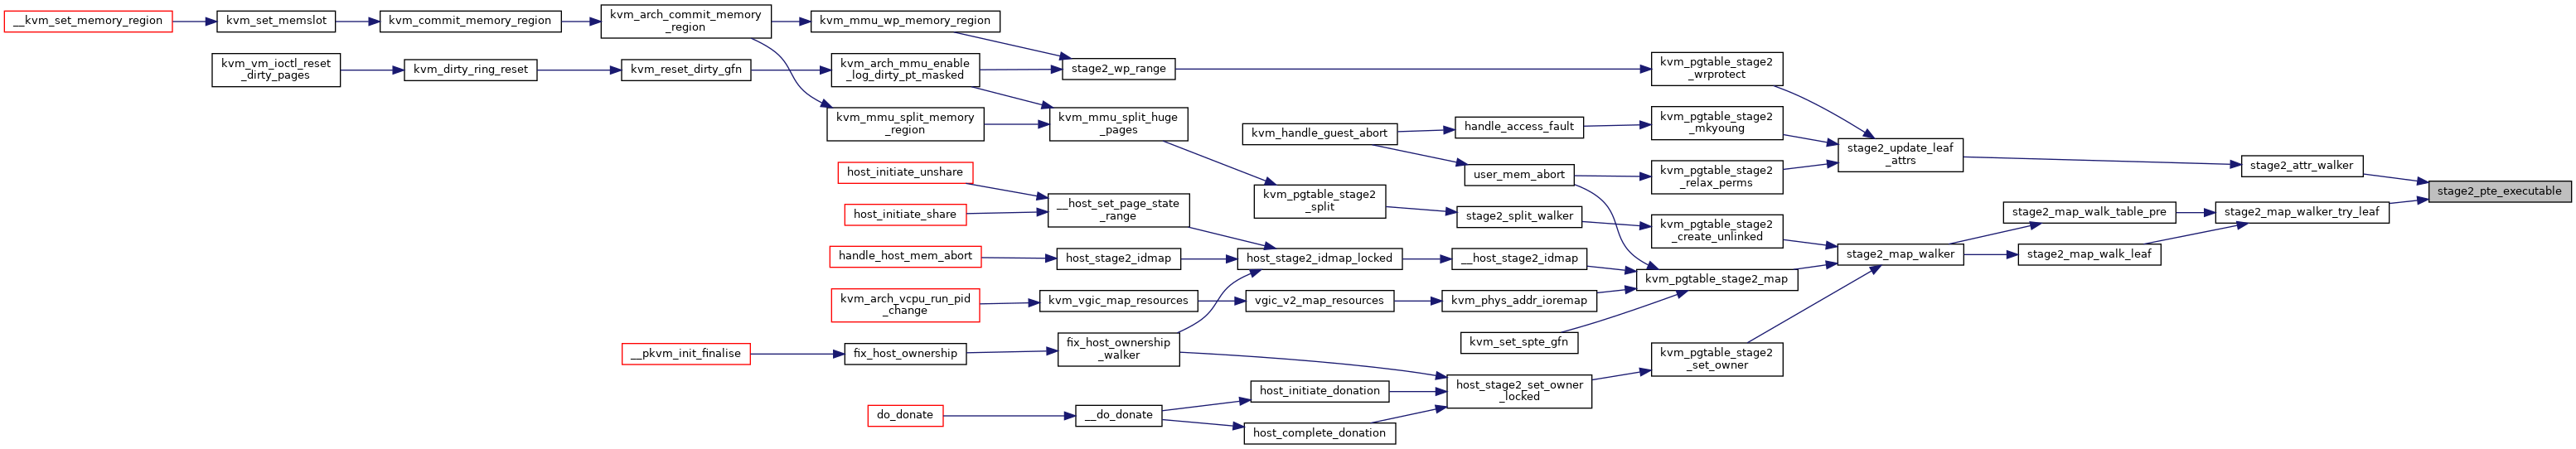 __kvm_set_memory_region
kvm_set_memslot
kvm_commit_memory_region
kvm_arch_commit_memory
_region
kvm_mmu_wp_memory_region
kvm_vm_ioctl_reset
_dirty_pages
kvm_dirty_ring_reset
kvm_reset_dirty_gfn
kvm_arch_mmu_enable
_log_dirty_pt_masked
stage2_wp_range
kvm_pgtable_stage2
_wrprotect
kvm_mmu_split_memory
_region
kvm_mmu_split_huge
_pages
kvm_handle_guest_abort
handle_access_fault
kvm_pgtable_stage2
_mkyoung
stage2_update_leaf
_attrs
stage2_attr_walker
stage2_pte_executable
host_initiate_unshare
user_mem_abort
kvm_pgtable_stage2
_relax_perms
host_initiate_share
__host_set_page_state
_range
kvm_pgtable_stage2
_split
stage2_split_walker
kvm_pgtable_stage2
_create_unlinked
stage2_map_walk_table_pre
stage2_map_walker_try_leaf
handle_host_mem_abort
host_stage2_idmap
host_stage2_idmap_locked
__host_stage2_idmap
stage2_map_walker
stage2_map_walk_leaf
kvm_pgtable_stage2_map
kvm_arch_vcpu_run_pid
_change
kvm_vgic_map_resources
vgic_v2_map_resources
kvm_phys_addr_ioremap
kvm_set_spte_gfn
__pkvm_init_finalise
fix_host_ownership
fix_host_ownership
_walker
kvm_pgtable_stage2
_set_owner
host_initiate_donation
host_stage2_set_owner
_locked
do_donate
__do_donate
host_complete_donation